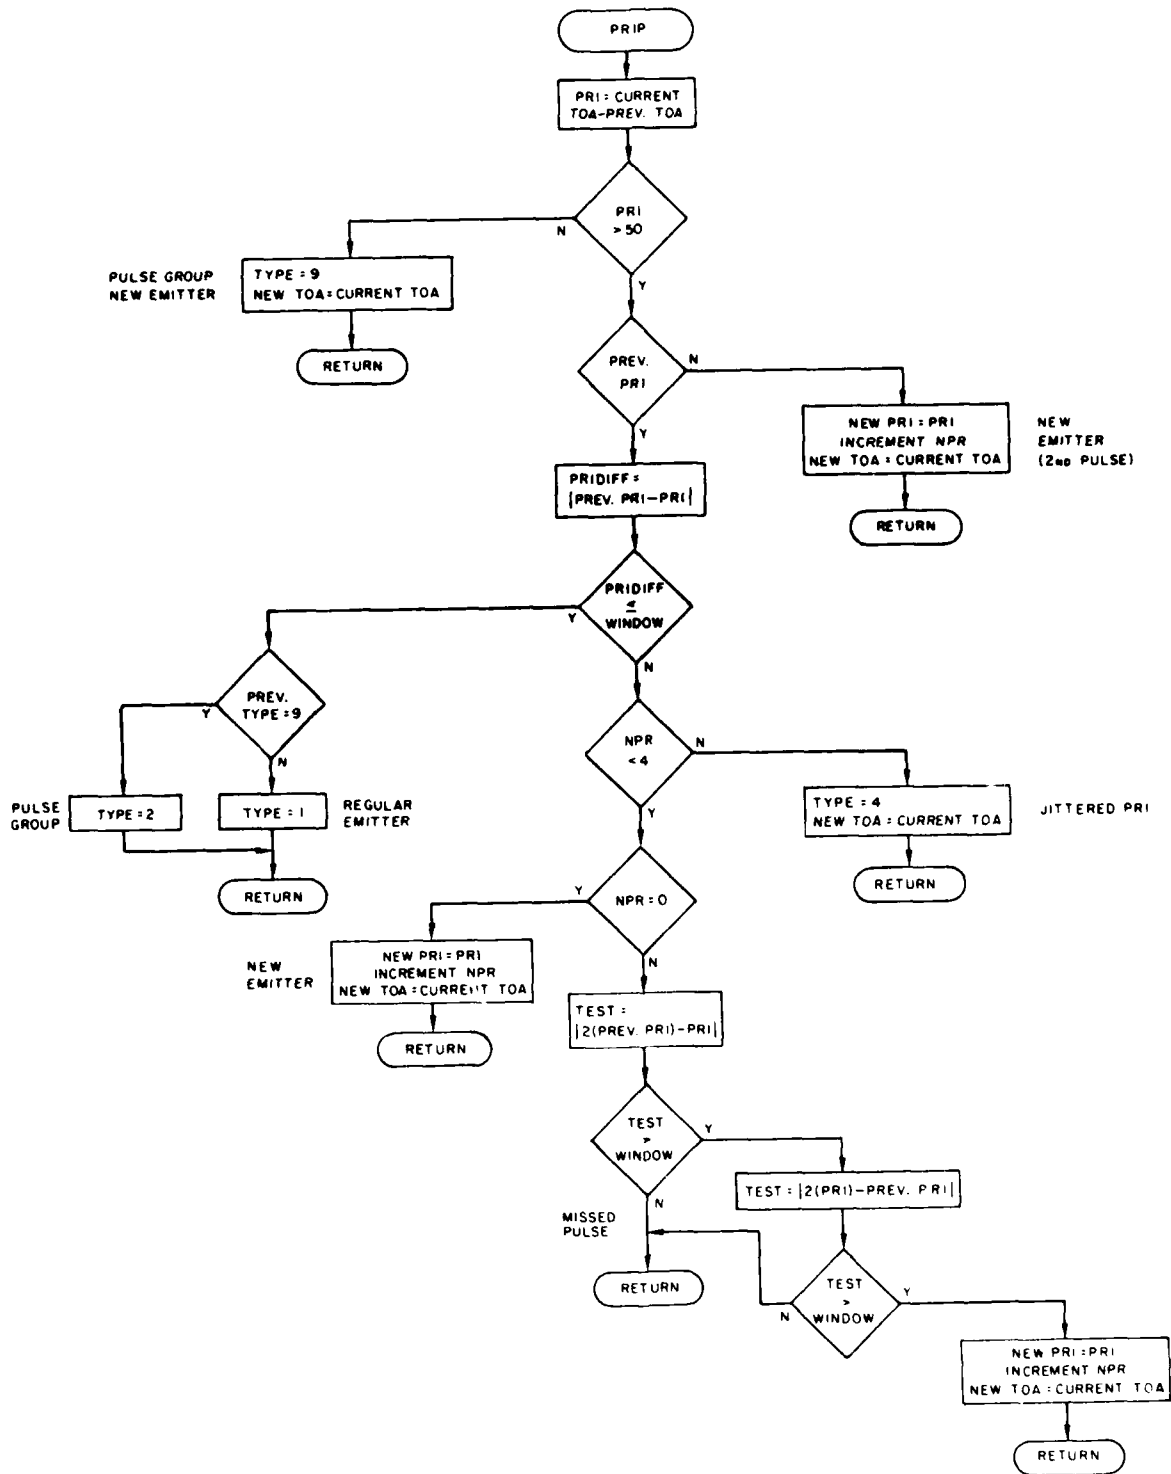 PRIP
PRI = CURRENT
TOA-PREV. TOA
PRI
> 50
N
Y
PULSE GROUP
NEW EMITTER
TYPE = 9
NEW TOA = CURRENT TOA
RETURN
PREV.
PRI
N
Y
NEW PRI = PRI
INCREMENT NPR
NEW TOA = CURRENT TOA
NEW
EMITTER
(2ND PULSE)
RETURN
PRIDIFF =
|PREV. PRI-PRI|
PRIDIFF
≤
WINDOW
Y
N
PREV.
TYPE = 9
Y
N
PULSE
GROUP
TYPE = 2
TYPE = 1
REGULAR
EMITTER
RETURN
NPR
< 4
N
Y
TYPE = 4
NEW TOA = CURRENT TOA
JITTERED PRI
RETURN
NPR = 0
Y
N
NEW
EMITTER
NEW PRI = PRI
INCREMENT NPR
NEW TOA = CURRENT TOA
RETURN
TEST =
|2(PREV. PRI)-PRI|
TEST
>
WINDOW
Y
N
TEST = |2(PRI)-PREV. PRI|
MISSED
PULSE
RETURN
TEST
>
WINDOW
N
Y
NEW PRI = PRI
INCREMENT NPR
NEW TOA = CURRENT TOA
RETURN